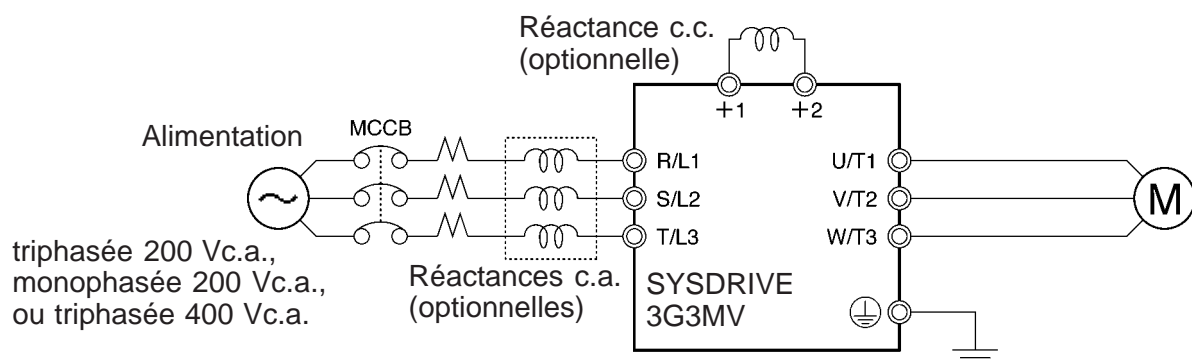 Réactance c.c.
(optionnelle)
+1
+2
Alimentation
MCCB
R/L1
U/T1
S/L2
V/T2
M
T/L3
W/T3
triphasée 200 Vc.a.,
monophasée 200 Vc.a.,
ou triphasée 400 Vc.a.
Réactances c.a.
(optionnelles)
SYSDRIVE
3G3MV